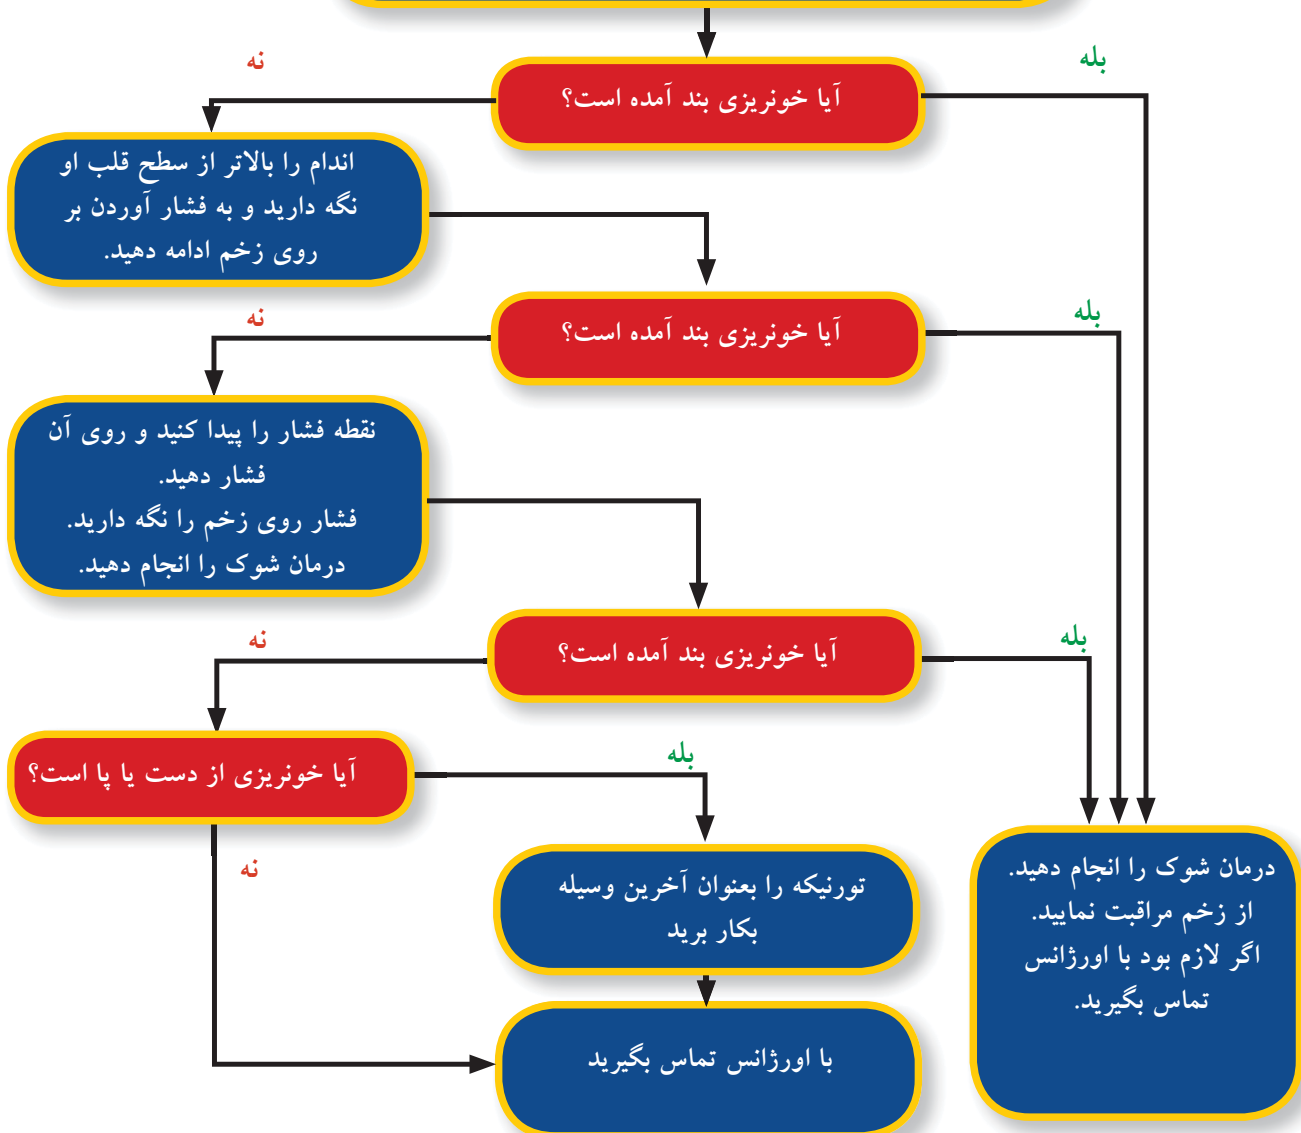 بله
نه
آیا خونریزی بند آمده است؟
اندام را بالاتر از سطح قلب او
نگه دارید و به فشار آوردن بر
روی زخم ادامه دهید.
بله
نه
آیا خونریزی بند آمده است؟
نقطه فشار را پیدا کنید و روی آن
فشار دهید.
فشار روی زخم را نگه دارید.
درمان شوک را انجام دهید.
بله
نه
آیا خونریزی بند آمده است؟
بله
آیا خونریزی از دست یا پا است؟
نه
تورنیکه را بعنوان آخرین وسیله
بکار برید
با اورژانس تماس بگیرید
درمان شوک را انجام دهید.
از زخم مراقبت نمایید.
اگر لازم بود با اورژانس
تماس بگیرید.